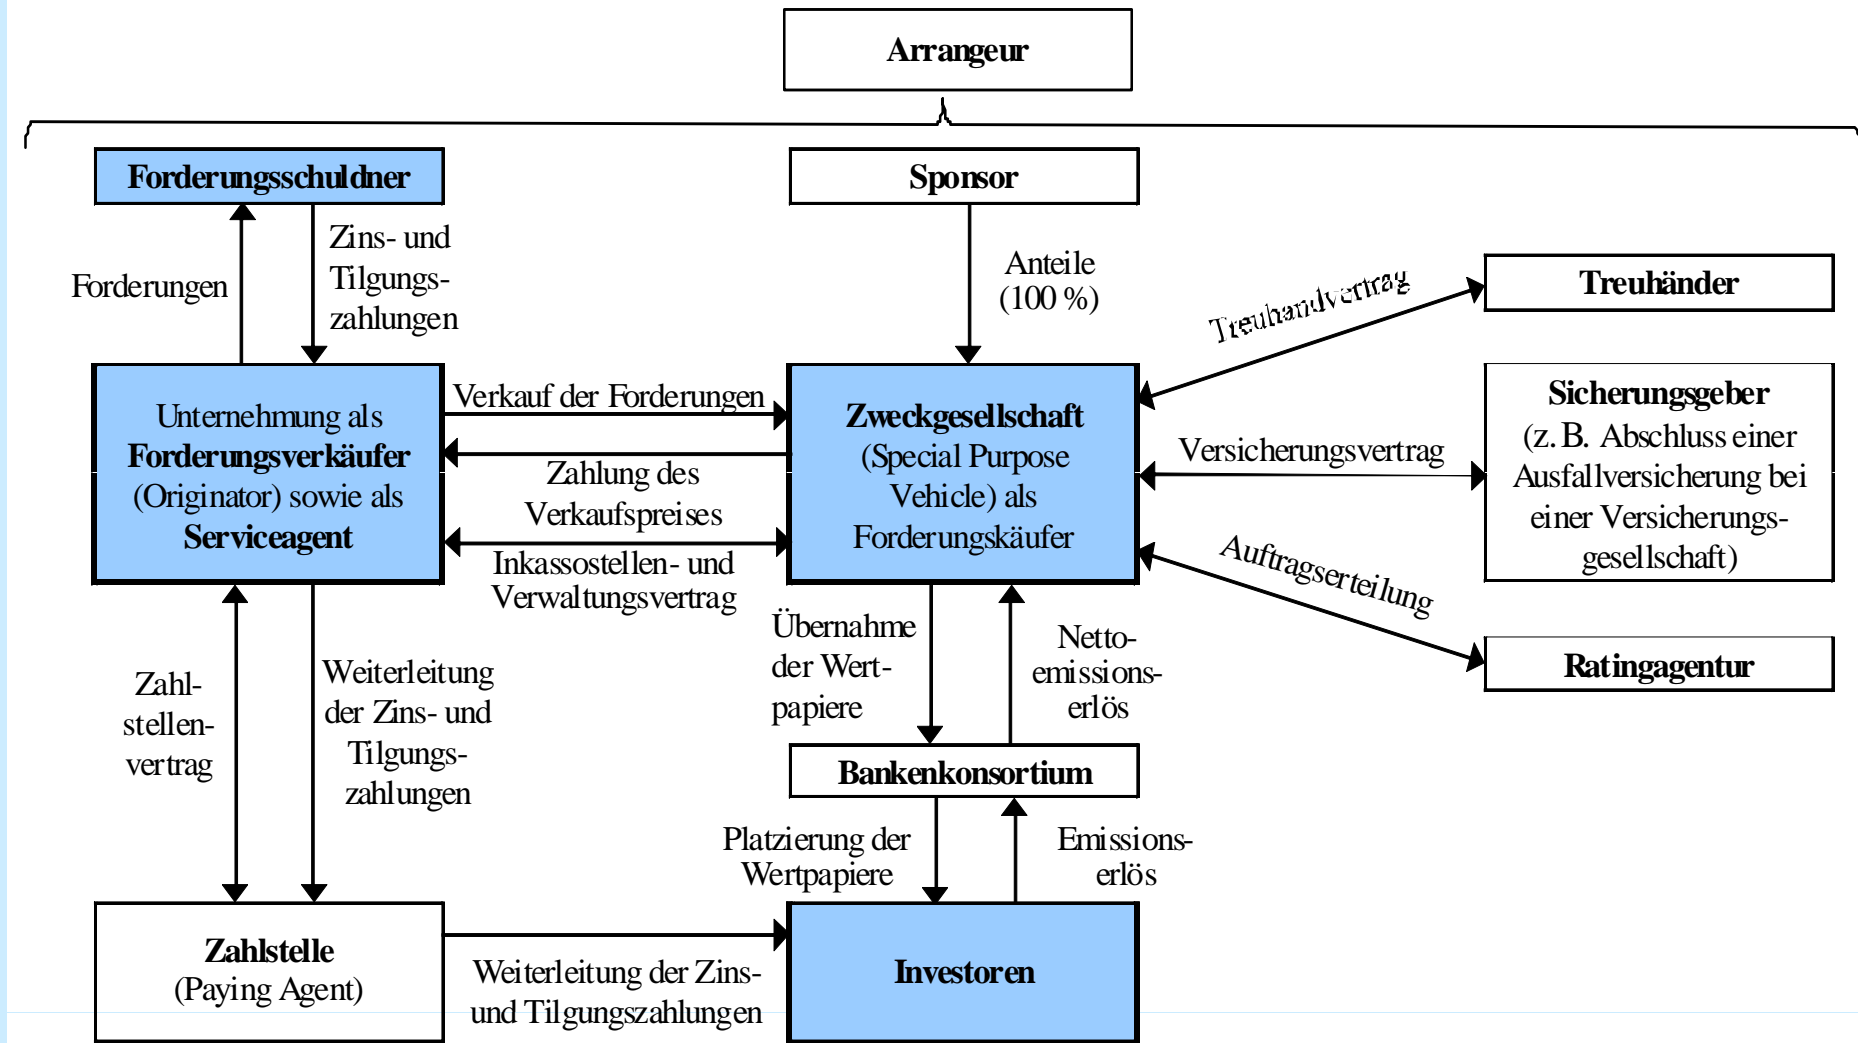 Arrangeur
Forderungsschuldner
Sponsor
Forderungen
Zins- und
Tilgungs-
zahlungen
Anteile
(100 %)
Treuhandvertrag
Treuhänder
Unternehmung als
Forderungsverkäufer
(Originator) sowie als
Serviceagent
Verkauf der Forderungen
Zahlung des
Verkaufspreises
Inkassostellen- und
Verwaltungsvertrag
Zweckgesellschaft
(Special Purpose
Vehicle) als
Forderungskäufer
Versicherungsvertrag
Sicherungsgeber
(z. B. Abschluss einer
Ausfallversicherung bei
einer Versicherungs-
gesellschaft)
Auftragserteilung
Ratingagentur
Zahl-
stellen-
vertrag
Weiterleitung
der Zins- und
Tilgungs-
zahlungen
Übernahme
der Wert-
papiere
Netto-
emissions-
erlös
Bankenkonsortium
Platzierung der
Wertpapiere
Emissions-
erlös
Zahlstelle
(Paying Agent)
Weiterleitung der Zins-
und Tilgungszahlungen
Investoren